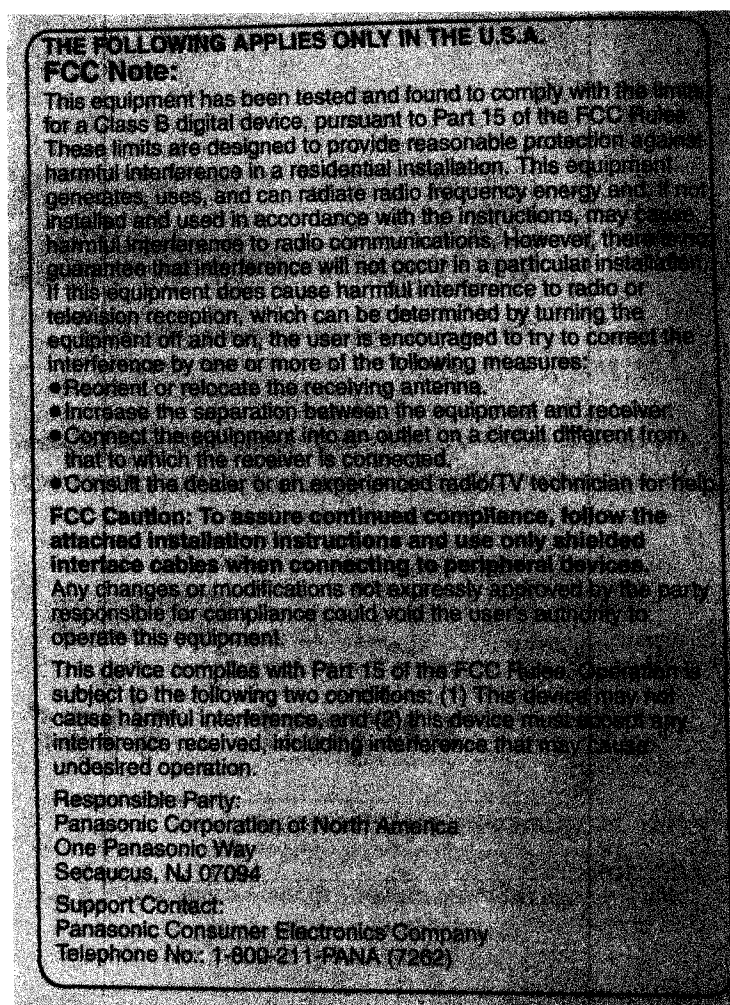 THE FOLLOWING APPLIES ONLY IN THE U.S.A.
FCC Note:
This equipment has been tested and found to comply with the limits
for a Class B digital device, pursuant to Part 15 of the FCC Rules.
These limits are designed to provide reasonable protection against
harmful interference in a residential installation. This equipment
generates, uses, and can radiate radio frequency energy and, if not
installed and used in accordance with the instructions, may cause
harmful interference to radio communications. However, there is no
guarantee that interference will not occur in a particular installation.
If this equipment does cause harmful interference to radio or
television reception, which can be determined by turning the
equipment off and on, the user is encouraged to try to correct the
interference by one or more of the following measures:
●Reorient or relocate the receiving antenna.
●Increase the separation between the equipment and receiver.
●Connect the equipment into an outlet on a circuit different from
that to which the receiver is connected.
●Consult the dealer or an experienced radio/TV technician for help.
FCC Caution: To assure continued compliance, follow the
attached installation instructions and use only shielded
interface cables when connecting to peripheral devices.
Any changes or modifications not expressly approved by the party
responsible for compliance could void the user's authority to
operate this equipment.
This device complies with Part 15 of the FCC Rules. Operation is
subject to the following two conditions: (1) This device may not
cause harmful interference, and (2) this device must accept any
interference received, including interference that may cause
undesired operation.
Responsible Party:
Panasonic Corporation of North America
One Panasonic Way
Secaucus, NJ 07094
Support Contact:
Panasonic Consumer Electronics Company
Telephone No.: 1-800-211-PANA (7262)